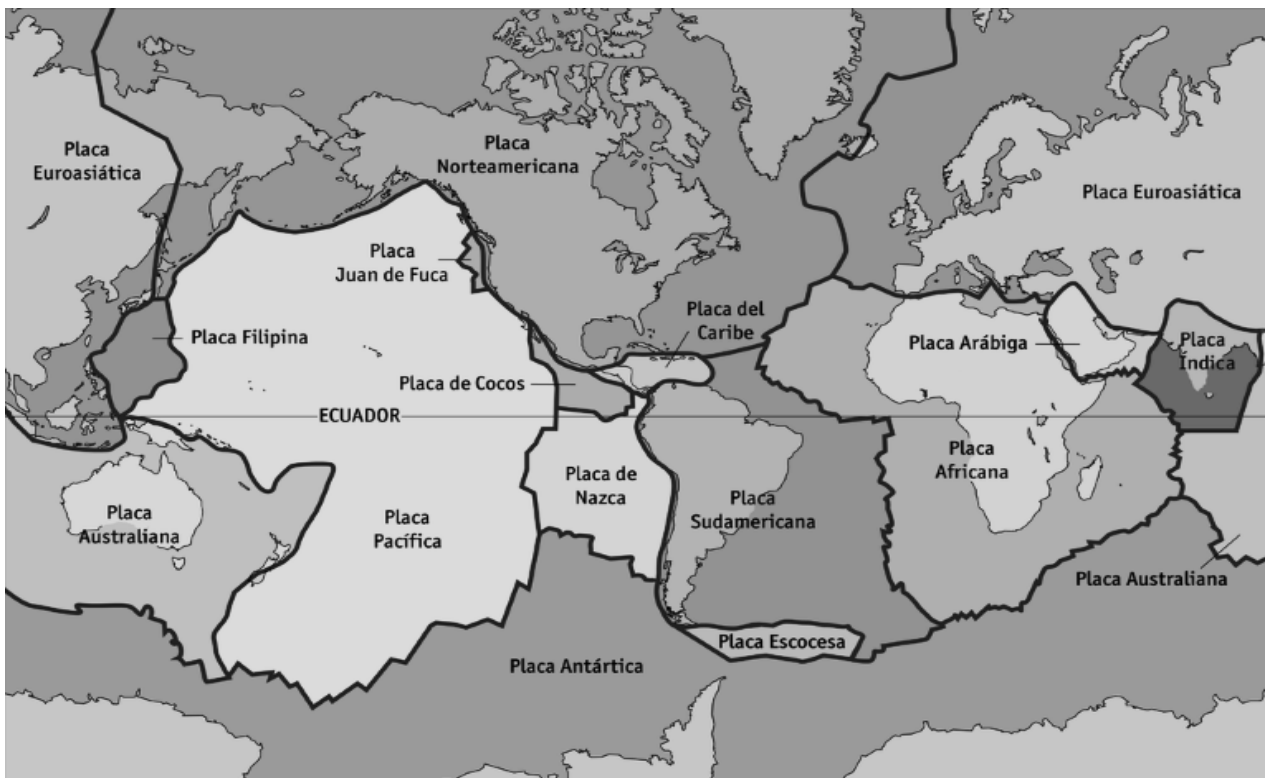 Placa
Euroasiática
Placa
Norteamericana
Placa Euroasiática
Placa
Juan de Fuca
Placa del
Caribe
Placa Filipina
Placa Arábiga
Placa
Índica
Placa de Cocos
ECUADOR
Placa
Africana
Placa de
Nazca
Placa
Sudamericana
Placa
Australiana
Placa
Pacífica
Placa Australiana
Placa Escocesa
Placa Antártica